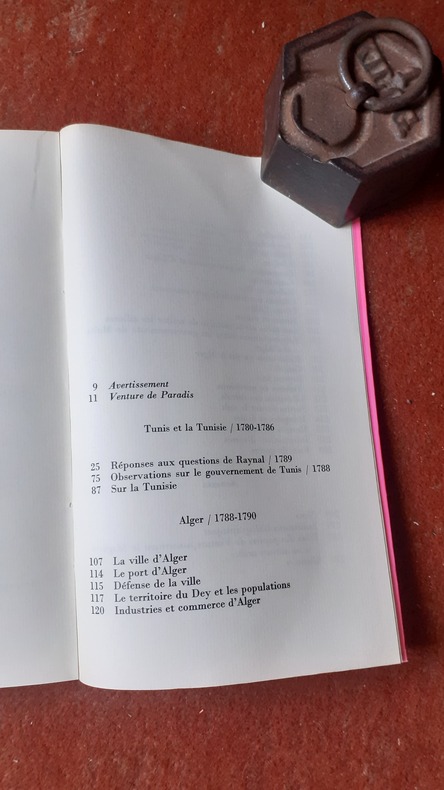 9 Avertissement
11 Venture de Paradis
Tunis et la Tunisie / 1780-1786
25 Réponses aux questions de Raynal / 1789
75 Observations sur le gouvernement de Tunis / 1788
87 Sur la Tunisie
Alger / 1788-1790
107 La ville d'Alger
114 Le port d'Alger
115 Défense de la ville
117 Le territoire du Dey et les populations
120 Industries et commerce d'Alger